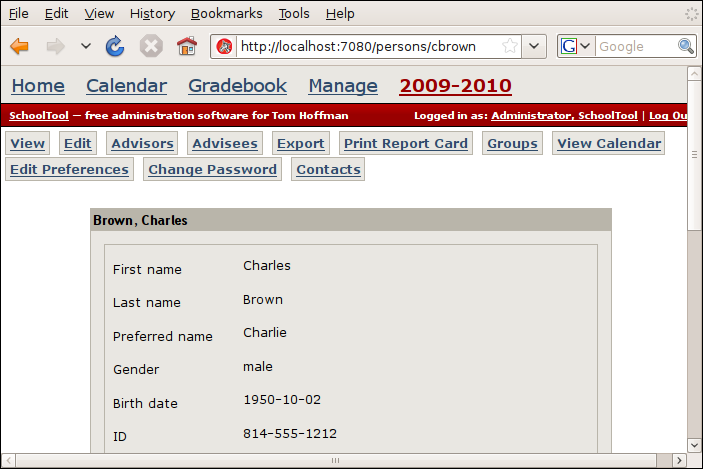 File Edit View History Bookmarks Tools Help
http://localhost:7080/persons/cbrown G Google
Home Calendar Gradebook Manage 2009-2010
SchoolTool — free administration software for Tom Hoffman Logged in as: Administrator, SchoolTool | Log Ou
View Edit Advisors Advisees Export Print Report Card Groups View Calendar
Edit Preferences Change Password Contacts
Brown, Charles
First name Charles
Last name Brown
Preferred name Charlie
Gender male
Birth date 1950-10-02
ID 814-555-1212